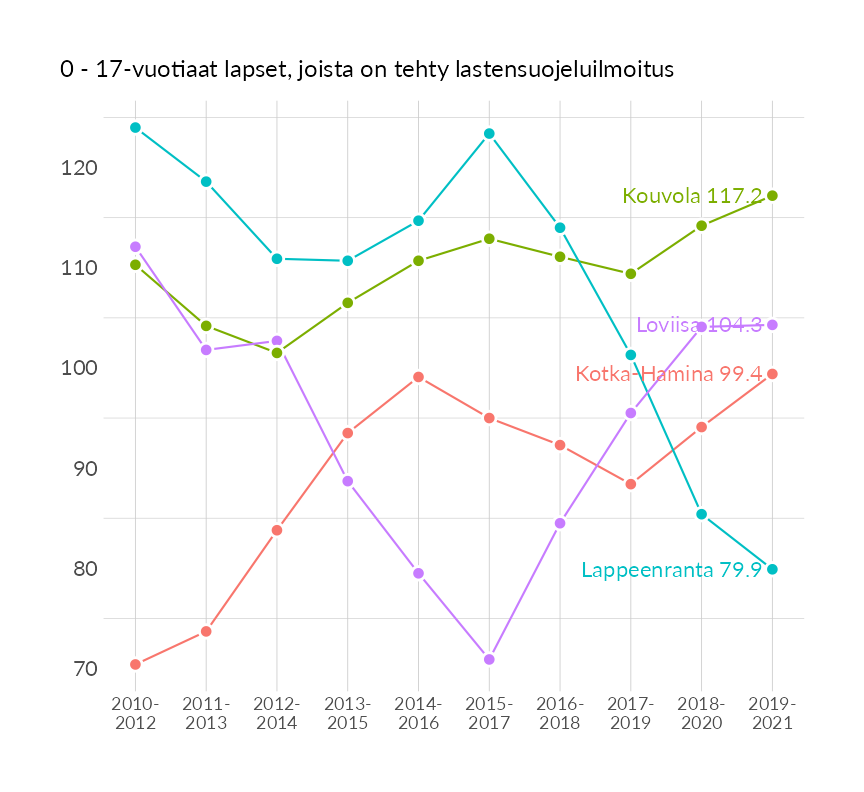 0 - 17-vuotiaat lapset, joista on tehty lastensuojeluilmoitus
120
Kouvola 117.2
110
Loviisa 104.3
100
Kotka-Hamina 99.4
90
80
Lappeenranta 79.9
70
2010- 2011- 2012- 2013- 2014- 2015- 2016- 2017- 2018- 2019-
2012 2013 2014 2015 2016 2017 2018 2019 2020 2021